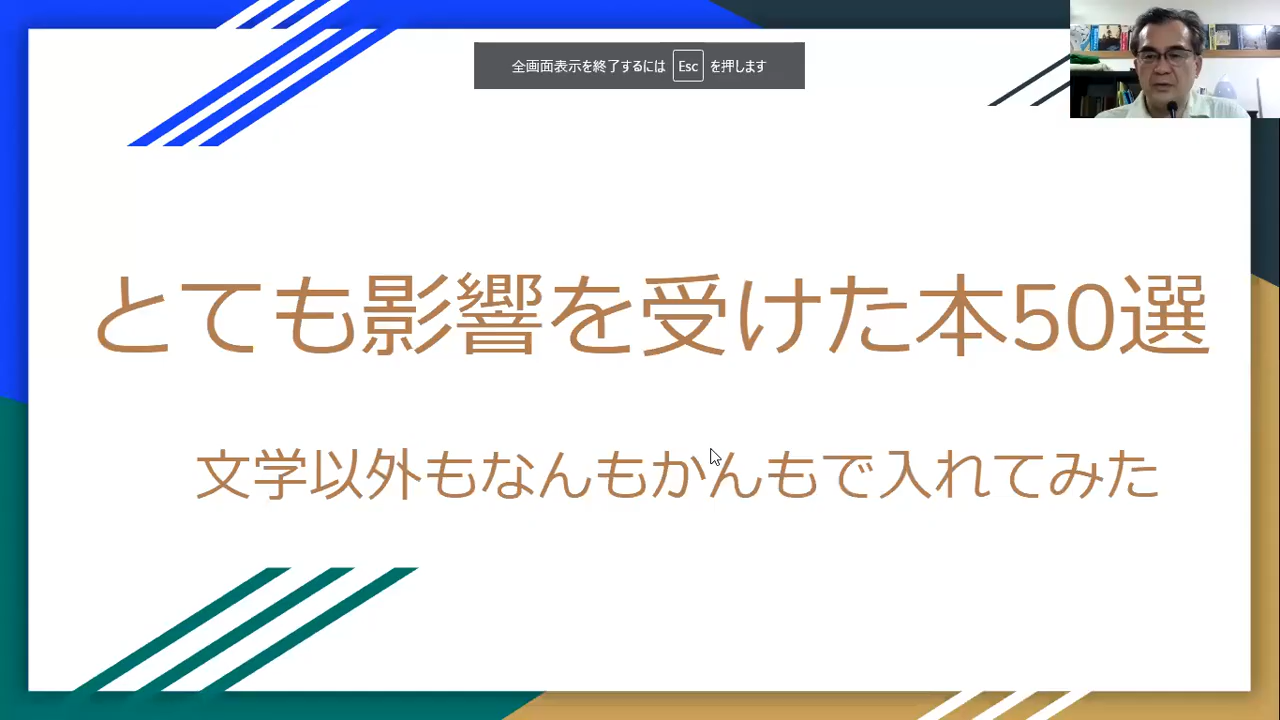 全画面表示を終了するには Esc を押します
とても影響を受けた本50選
文学以外もなんもかんもで入れてみた